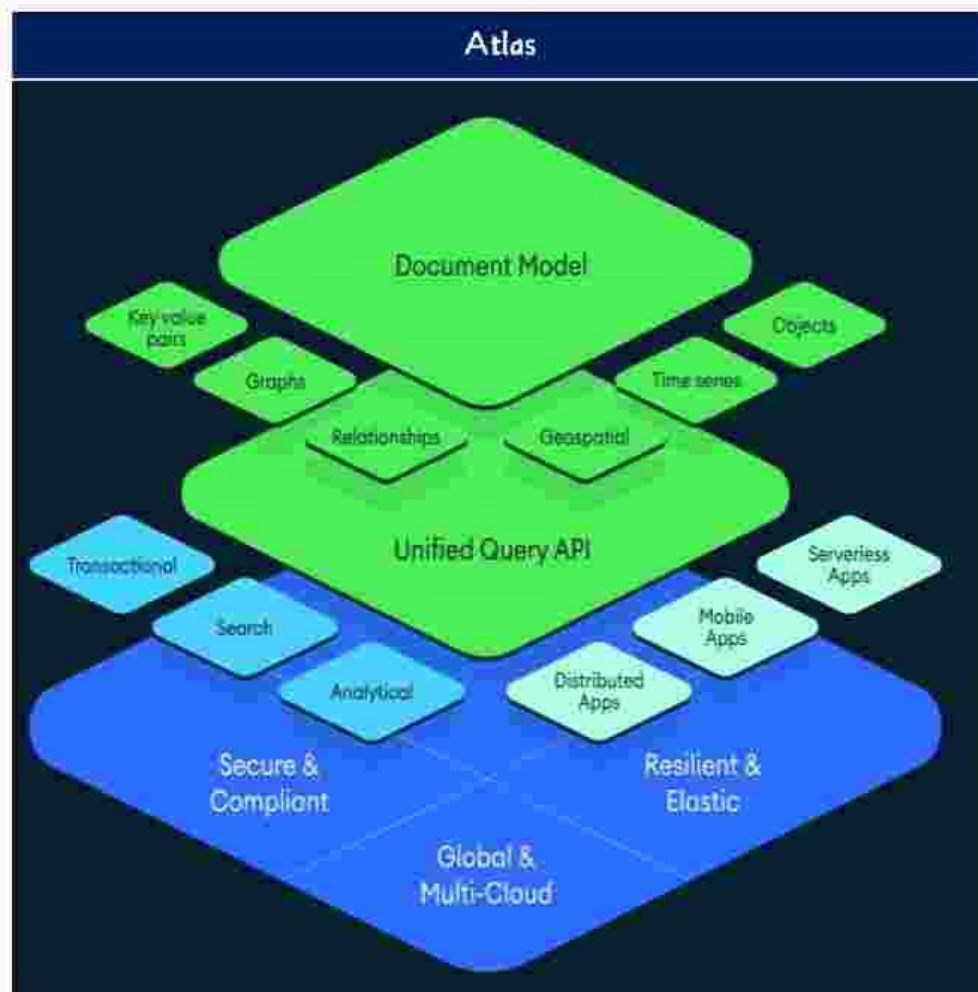 Atlas
Document Model
Key value
pairs
Objects
Graphs
Time series
Relationships
Geospatial
Unified Query API
Transactional
Serverless
Apps
Search
Mobile
Apps
Analytical
Distributed
Apps
Secure &
Compliant
Resilient &
Elastic
Global &
Multi-Cloud